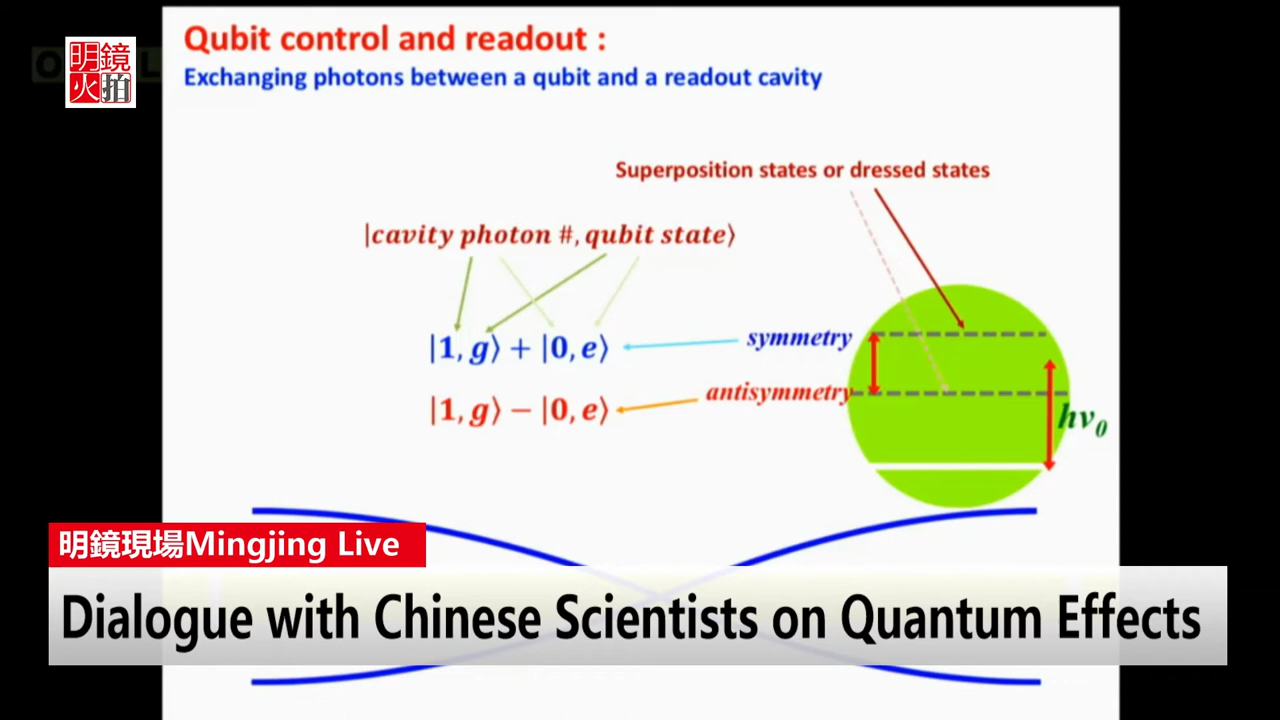 Qubit control and readout :
Exchanging photons between a qubit and a readout cavity
明鏡
火拍
Superposition states or dressed states
|cavity photon #, qubit state⟩
|1, g⟩ + |0, e⟩
symmetry
|1, g⟩ − |0, e⟩
antisymmetry
hν₀
明鏡現場Mingjing Live
Dialogue with Chinese Scientists on Quantum Effects